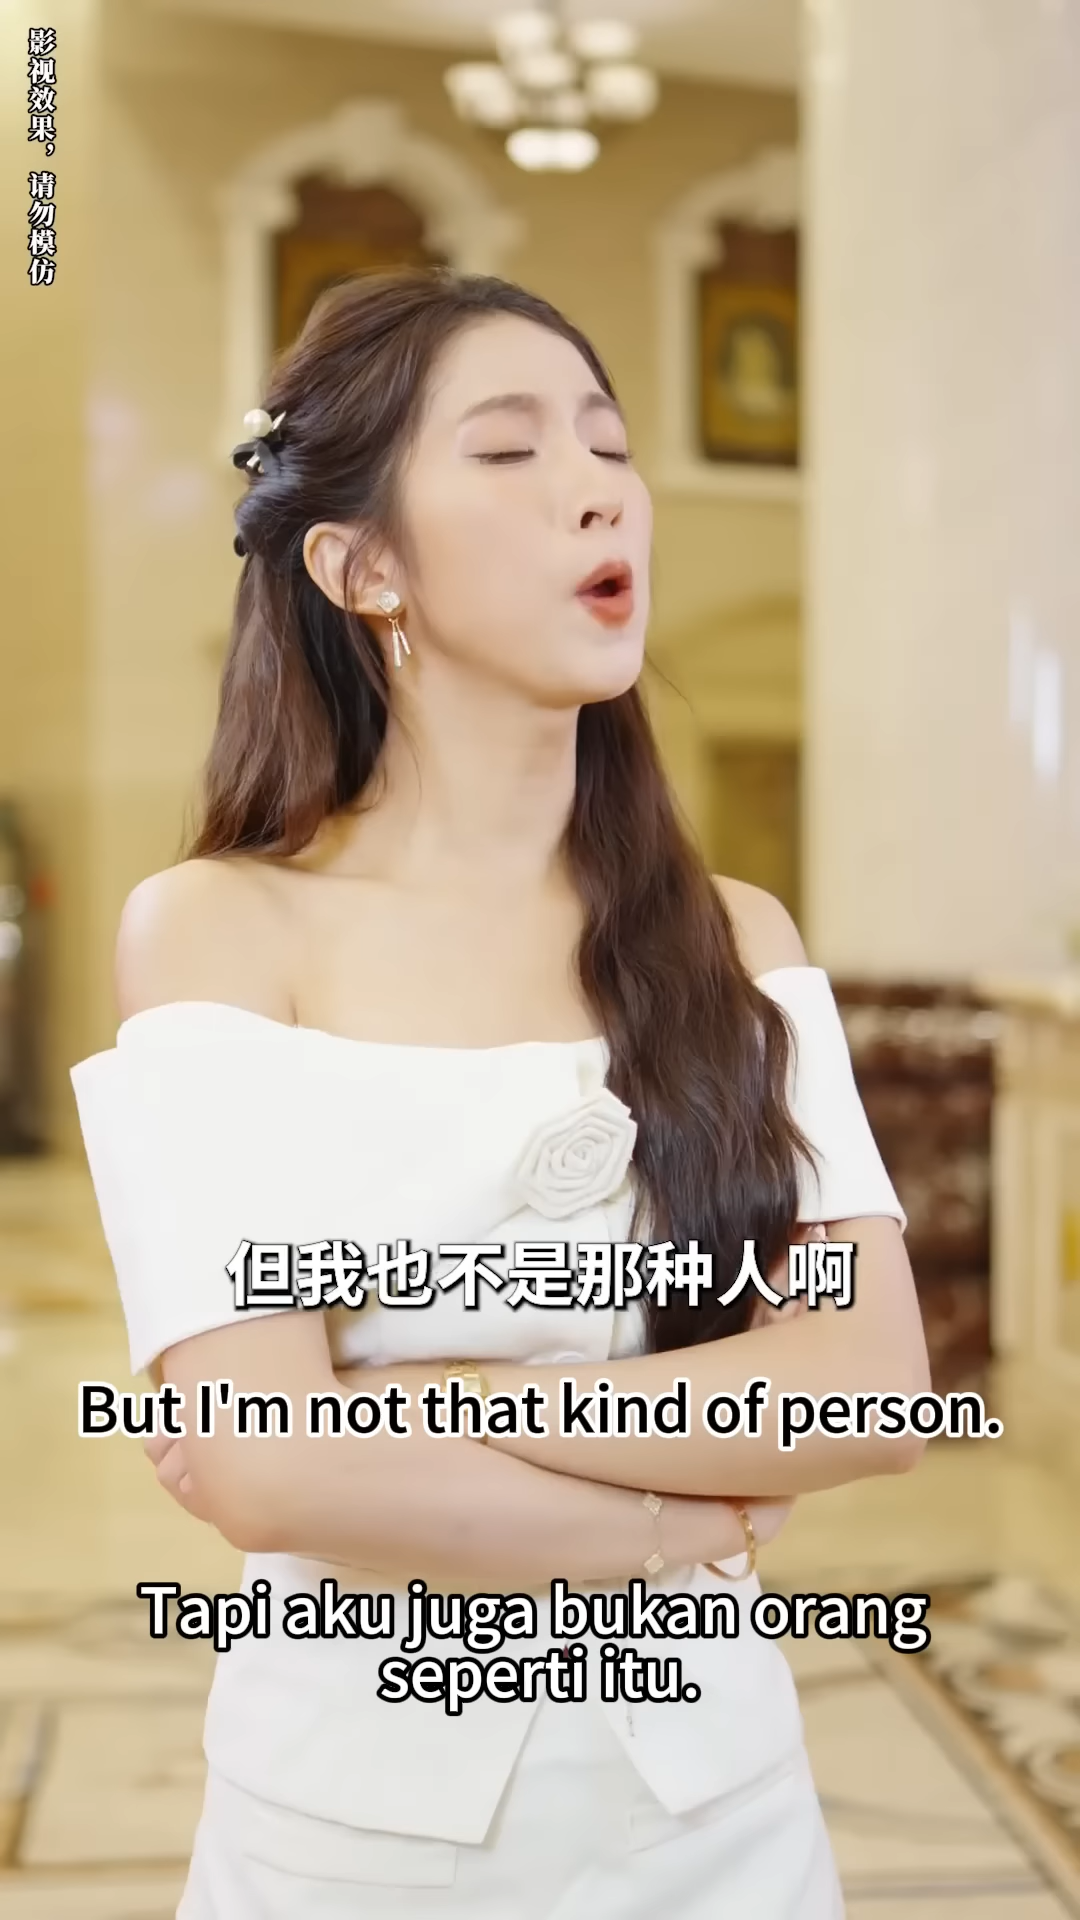 影视效果，请勿模仿
但我也不是那种人啊
But I'm not that kind of person.
Tapi aku juga bukan orang
seperti itu.